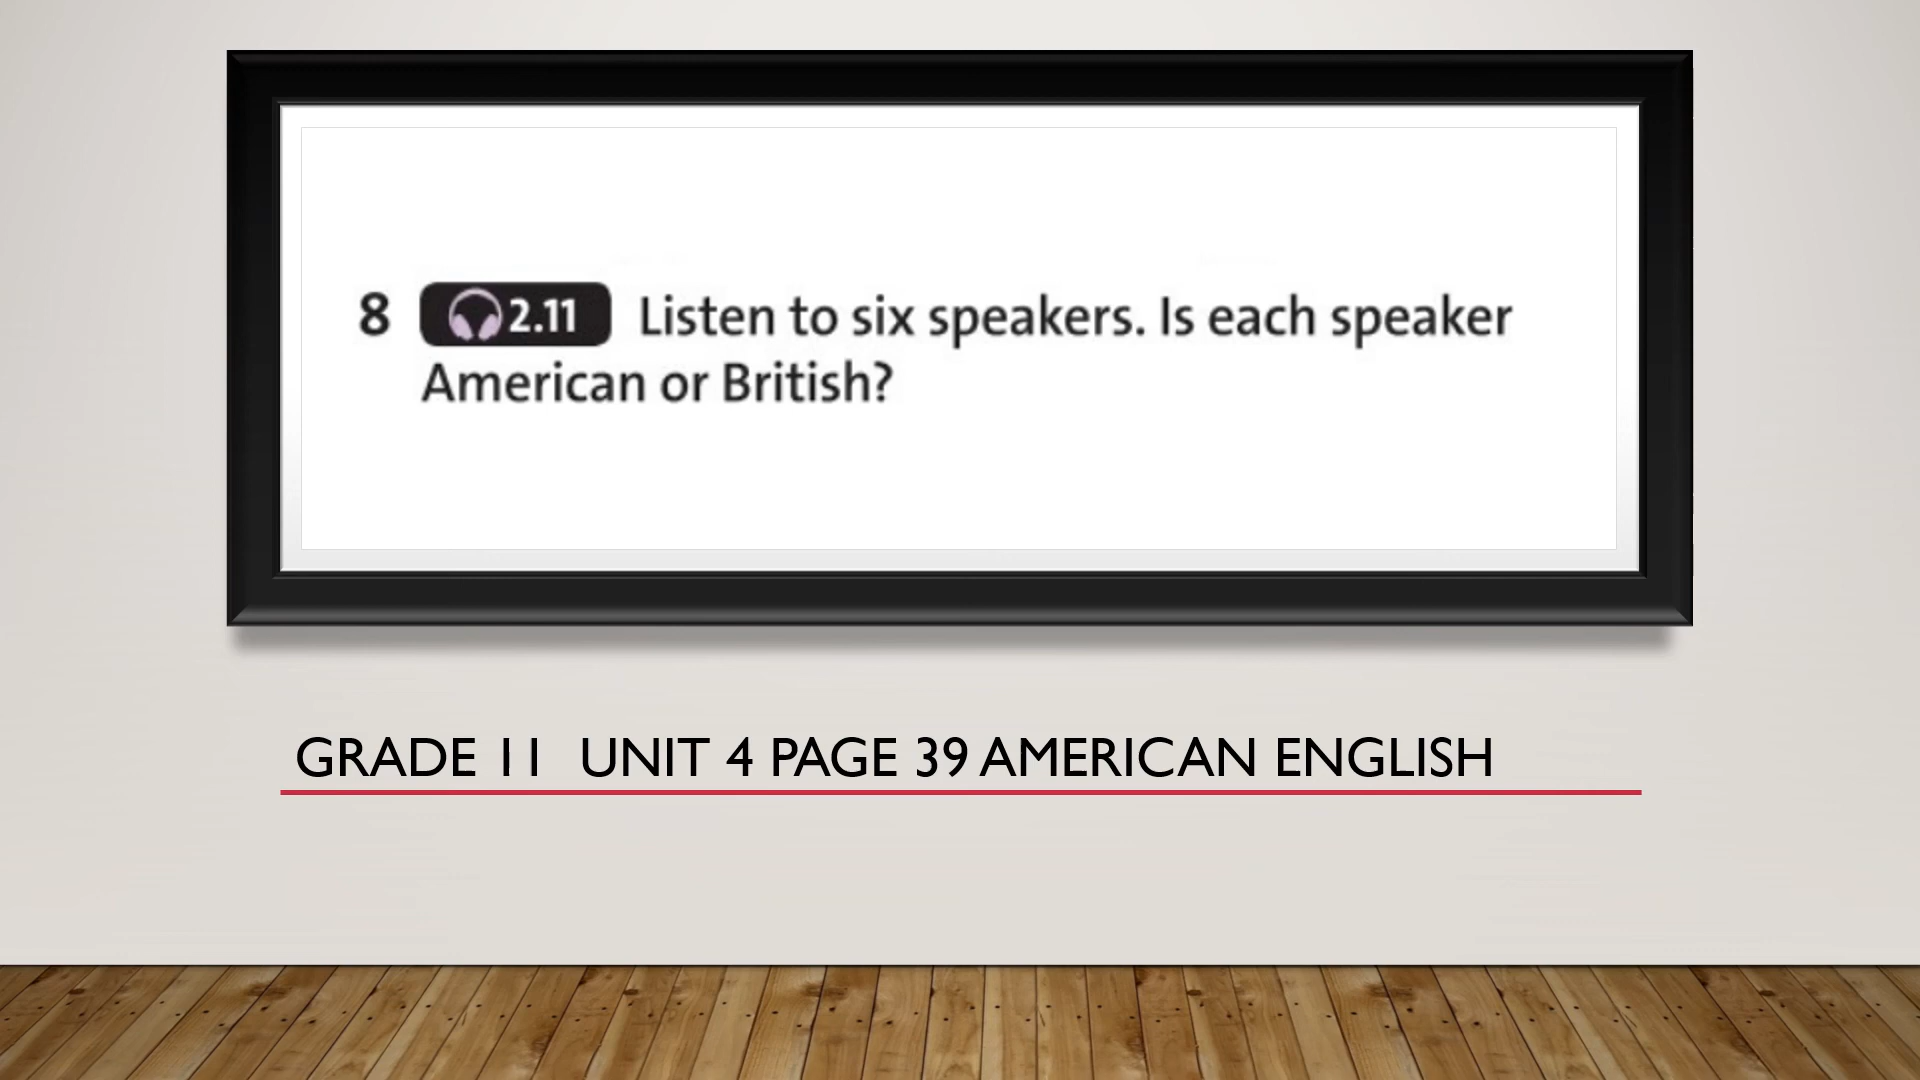 8 2.11 Listen to six speakers. Is each speaker
American or British?
GRADE 11 UNIT 4 PAGE 39 AMERICAN ENGLISH